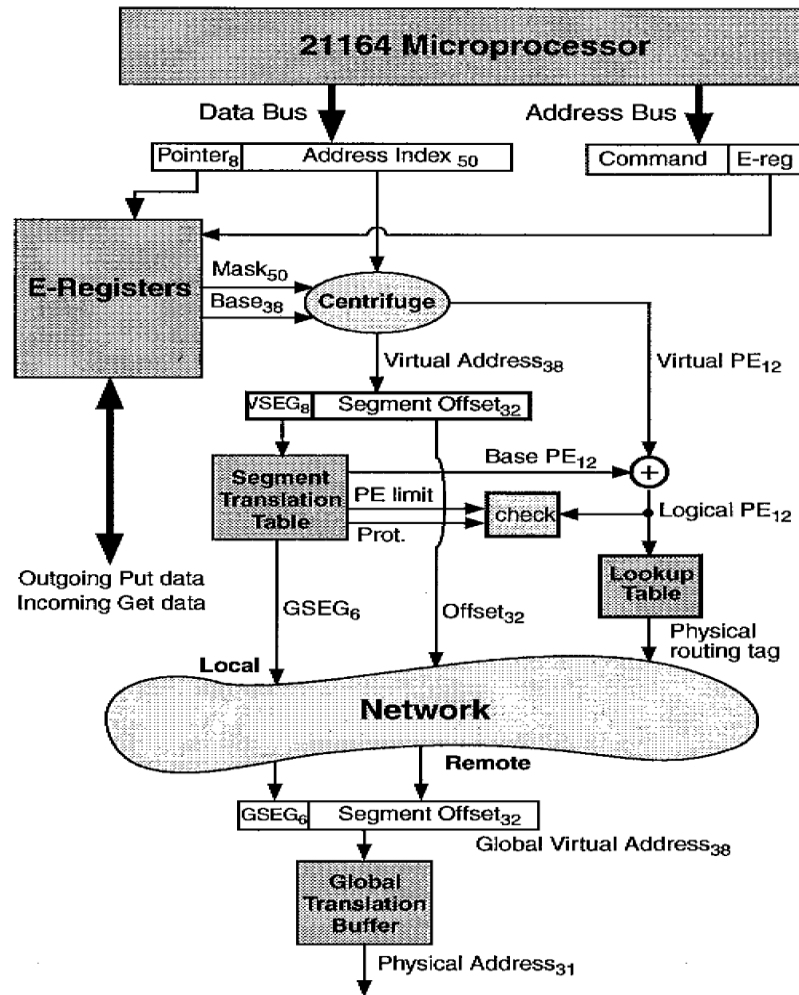 21164 Microprocessor
Data Bus
Address Bus
Pointer8
Address Index 50
Command
E-reg
E-Registers
Mask50
Base38
Centrifuge
Virtual Address38
Virtual PE12
VSEG8
Segment Offset32
Segment
Translation
Table
Base PE12
+
PE limit
Prot.
check
Logical PE12
Lookup
Table
Outgoing Put data
Incoming Get data
GSEG6
Offset32
Physical
routing tag
Local
Network
Remote
GSEG6
Segment Offset32
Global Virtual Address38
Global
Translation
Buffer
Physical Address31